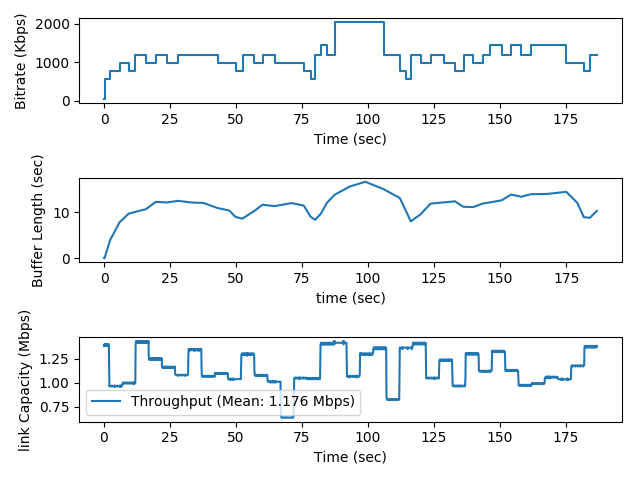 Bitrate (Kbps)
2000
1000
0
0 25 50 75 100 125 150 175
Time (sec)
Buffer Length (sec)
10
0
0 25 50 75 100 125 150 175
time (sec)
link Capacity (Mbps)
1.25
1.00
0.75
Throughput (Mean: 1.176 Mbps)
0 25 50 75 100 125 150 175
Time (sec)